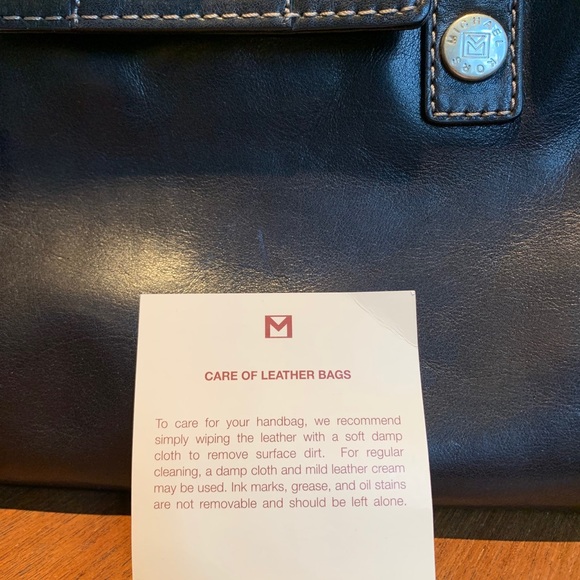 MICHAEL KORS
M
M
CARE OF LEATHER BAGS
To care for your handbag, we recommend
simply wiping the leather with a soft damp
cloth to remove surface dirt. For regular
cleaning, a damp cloth and mild leather cream
may be used. Ink marks, grease, and oil stains
are not removable and should be left alone.